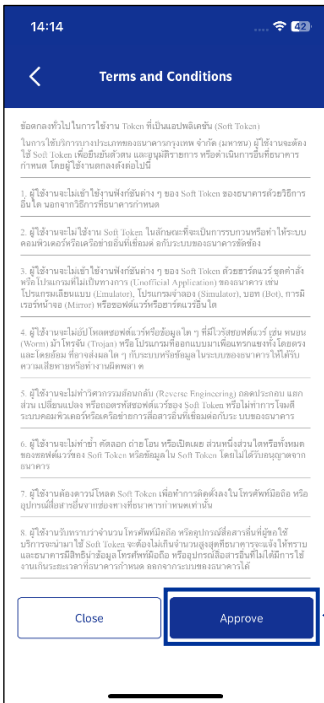 14:14
42
Terms and Conditions
ข้อตกลงทั่วไปในการใช้งาน Token ที่เป็นแอปพลิเคชัน (Soft Token)
ในการใช้บริการบางประเภทของธนาคารกรุงเทพ จำกัด (มหาชน) ผู้ใช้งานจะต้อง
ใช้ Soft Token เพื่อยืนยันตัวตน และอนุมัติรายการ หรือดำเนินการอื่นที่ธนาคาร
กำหนด โดยผู้ใช้งานตกลงดังต่อไปนี้
1. ผู้ใช้งานจะไม่เข้าใช้งานฟังก์ชันต่าง ๆ ของ Soft Token ของธนาคารด้วยวิธีการ
อื่นใด นอกจากวิธีการที่ธนาคารกำหนด
2. ผู้ใช้งานจะไม่ใช้งาน Soft Token ในลักษณะที่จะเป็นการรบกวนหรือทำให้ระบบ
คอมพิวเตอร์หรือเครือข่ายอื่นที่เชื่อมต่อกับระบบของธนาคารขัดข้อง
3. ผู้ใช้งานจะไม่เข้าใช้งานฟังก์ชันต่าง ๆ ของ Soft Token ด้วยฮาร์ดแวร์ ชุดคำสั่ง
หรือโปรแกรมที่ไม่เป็นทางการ (Unofficial Application) ของธนาคาร เช่น
โปรแกรมเลียนแบบ (Emulator), โปรแกรมจำลอง (Simulator), บอท (Bot), การมิ
เรอร์หน้าจอ (Mirror) หรือซอฟต์แวร์หรือฮาร์ดแวร์อื่นใด
4. ผู้ใช้งานจะไม่อัปโหลดซอฟต์แวร์หรือข้อมูลใด ๆ ที่มีไวรัสซอฟต์แวร์ เช่น หนอน
(Worm) ม้าโทรจัน (Trojan) หรือโปรแกรมที่ออกแบบมาเพื่อแทรกแซงทั้งโดยตรง
และโดยอ้อม ที่อาจส่งผลใด ๆ กับระบบหรือข้อมูลในระบบของธนาคาร ให้ได้รับ
ความเสียหายหรือทำงานผิดพลาด
5. ผู้ใช้งานจะไม่ทำวิศวกรรมย้อนกลับ (Reverse Engineering) ถอดประกอบ แยก
ส่วน เปลี่ยนแปลง หรือถอดรหัสซอฟต์แวร์ของ Soft Token หรือไม่ทำการโจมตี
ระบบคอมพิวเตอร์หรือเครือข่ายการสื่อสารอื่นที่เชื่อมต่อกับระบบของธนาคาร
6. ผู้ใช้งานจะไม่ทำซ้ำ คัดลอก ถ่ายโอน หรือเปิดเผย ส่วนหนึ่งส่วนใดหรือทั้งหมด
ของซอฟต์แวร์ของ Soft Token หรือข้อมูลใน Soft Token โดยไม่ได้รับอนุญาตจาก
ธนาคาร
7. ผู้ใช้งานต้องดาวน์โหลด Soft Token เพื่อทำการติดตั้งลงในโทรศัพท์มือถือ หรือ
อุปกรณ์สื่อสารอื่นจากช่องทางที่ธนาคารกำหนดเท่านั้น
8. ผู้ใช้งานรับทราบว่าจำนวนโทรศัพท์มือถือ หรืออุปกรณ์สื่อสารอื่นที่ผู้ขอใช้
บริการจะนำมาใช้ Soft Token จะต้องไม่เกินจำนวนสูงสุดที่ธนาคารจะแจ้งให้ทราบ
และธนาคารมีสิทธินำข้อมูลโทรศัพท์มือถือ หรืออุปกรณ์สื่อสารอื่นที่ไม่ได้มีการใช้
งานเกินระยะเวลาที่ธนาคารกำหนด ออกจากระบบของธนาคารได้
Close
Approve